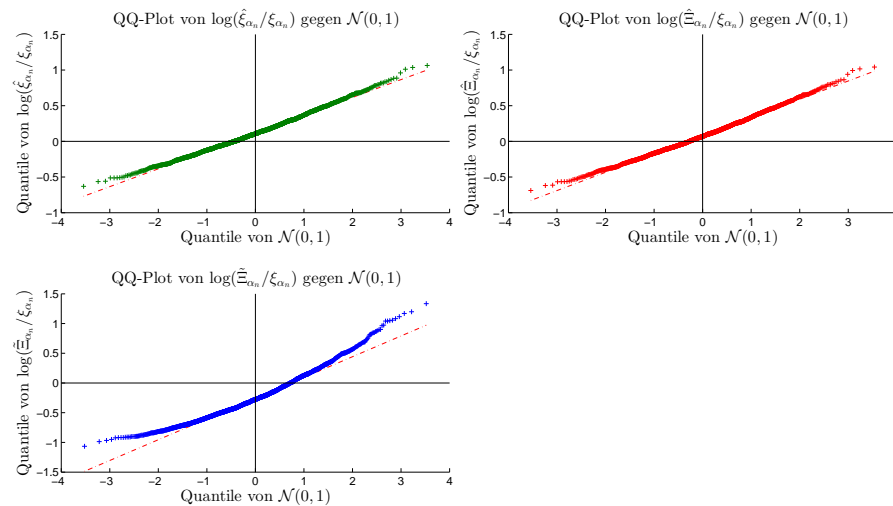 QQ-Plot von log(ξ̂_{α_n}/ξ_{α_n}) gegen 𝒩(0, 1)
Quantile von log(ξ̂_{α_n}/ξ_{α_n})
1.5
1
0.5
0
−0.5
−1
−4 −3 −2 −1 0 1 2 3 4
Quantile von 𝒩(0, 1)
QQ-Plot von log(Ξ̂_{α_n}/ξ_{α_n}) gegen 𝒩(0, 1)
Quantile von log(Ξ̂_{α_n}/ξ_{α_n})
1.5
1
0.5
0
−0.5
−1
−4 −3 −2 −1 0 1 2 3 4
Quantile von 𝒩(0, 1)
QQ-Plot von log(Ξ̃_{α_n}/ξ_{α_n}) gegen 𝒩(0, 1)
Quantile von log(Ξ̃_{α_n}/ξ_{α_n})
1.5
1
0.5
0
−0.5
−1
−1.5
−4 −3 −2 −1 0 1 2 3 4
Quantile von 𝒩(0, 1)